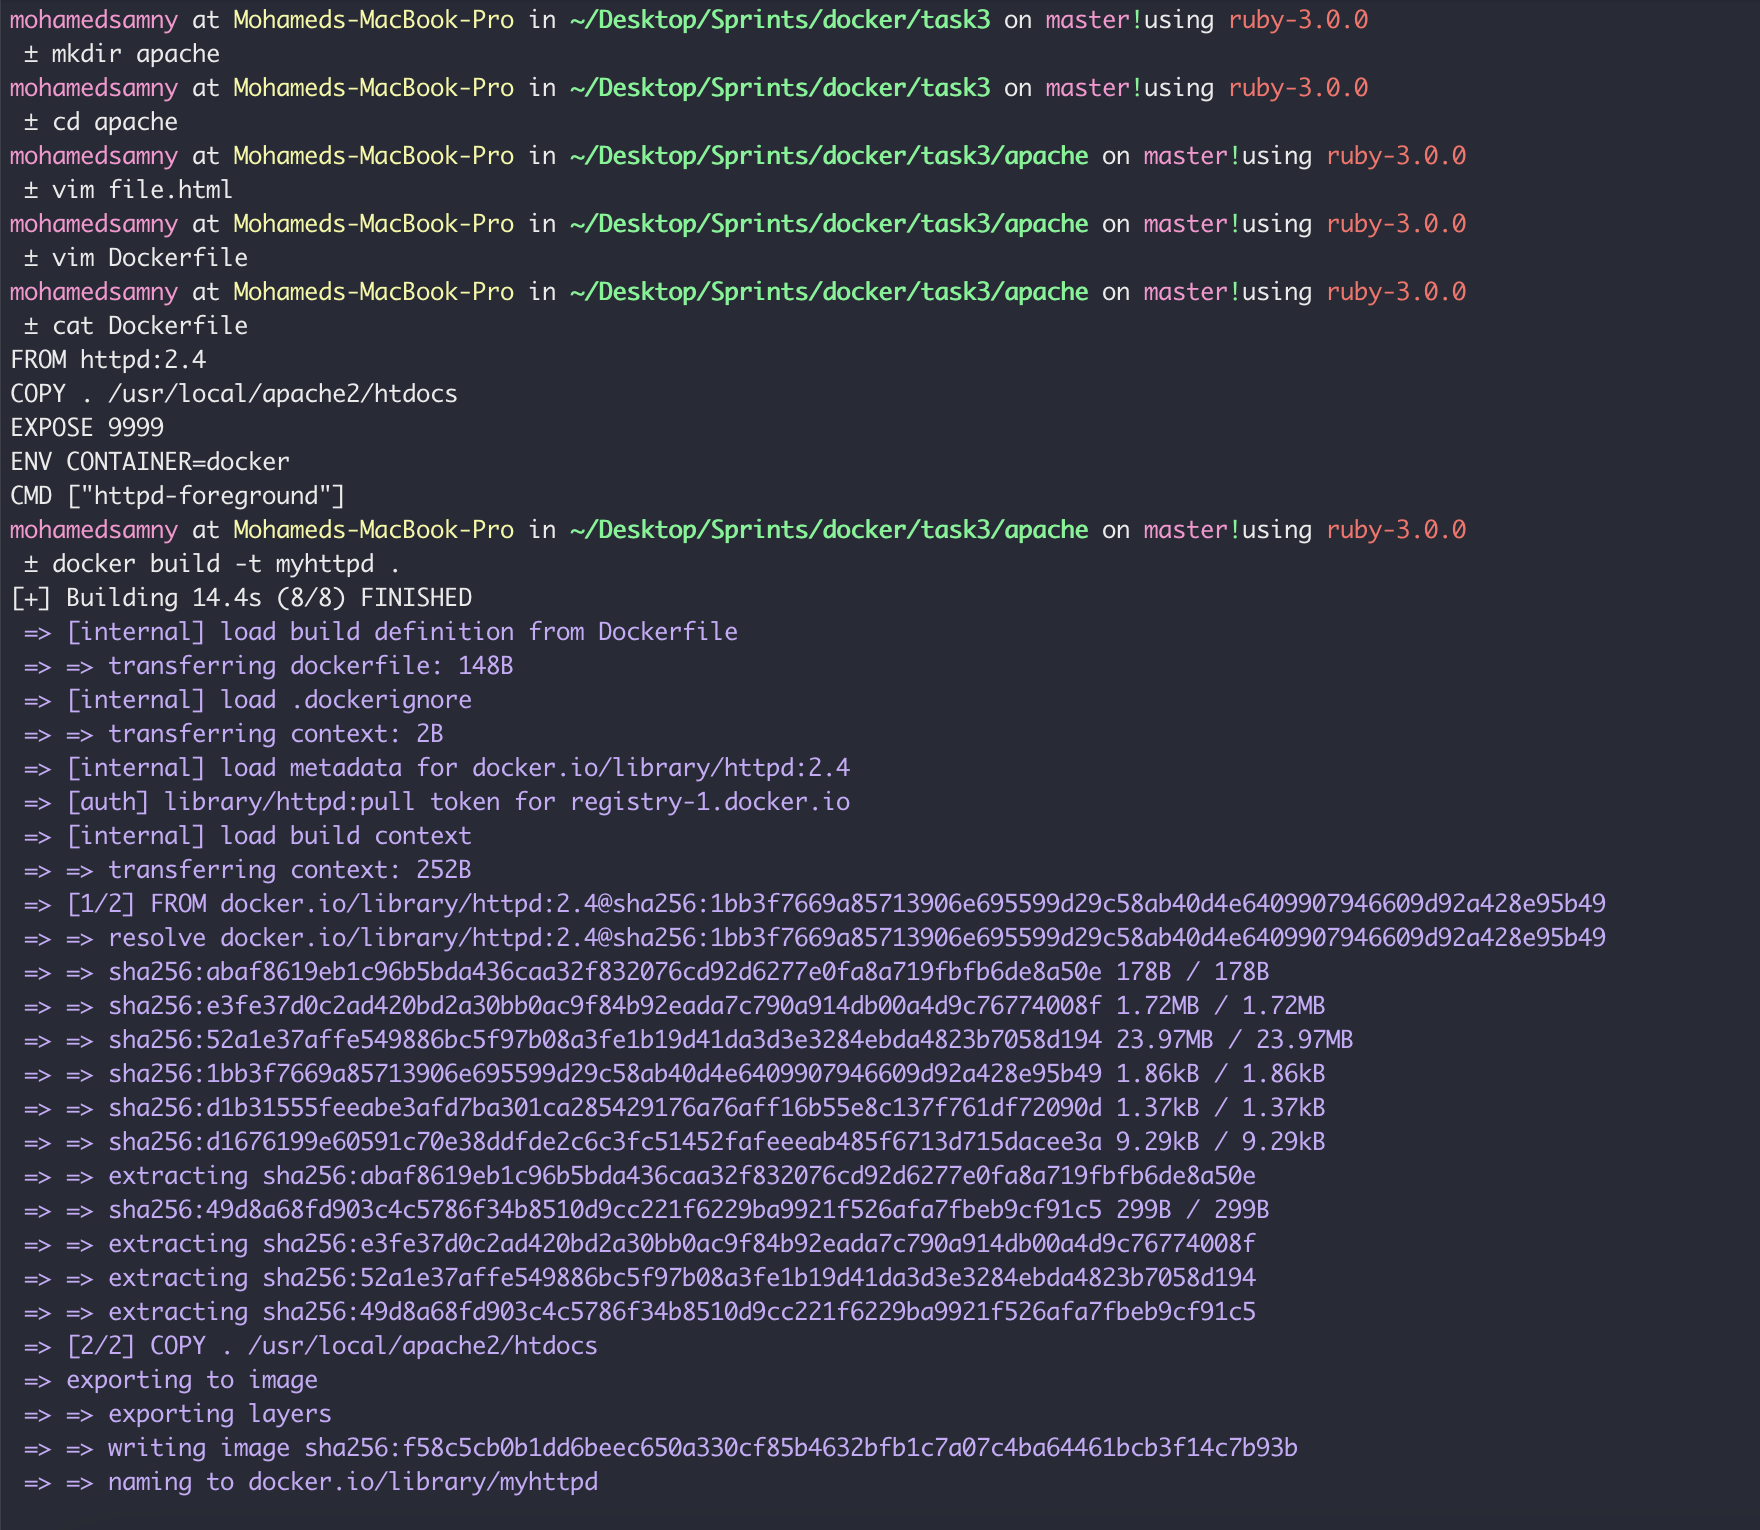 mohamedsamny at Mohameds-MacBook-Pro in ~/Desktop/Sprints/docker/task3 on master!using ruby-3.0.0
± mkdir apache
mohamedsamny at Mohameds-MacBook-Pro in ~/Desktop/Sprints/docker/task3 on master!using ruby-3.0.0
± cd apache
mohamedsamny at Mohameds-MacBook-Pro in ~/Desktop/Sprints/docker/task3/apache on master!using ruby-3.0.0
± vim file.html
mohamedsamny at Mohameds-MacBook-Pro in ~/Desktop/Sprints/docker/task3/apache on master!using ruby-3.0.0
± vim Dockerfile
mohamedsamny at Mohameds-MacBook-Pro in ~/Desktop/Sprints/docker/task3/apache on master!using ruby-3.0.0
± cat Dockerfile
FROM httpd:2.4
COPY . /usr/local/apache2/htdocs
EXPOSE 9999
ENV CONTAINER=docker
CMD ["httpd-foreground"]
mohamedsamny at Mohameds-MacBook-Pro in ~/Desktop/Sprints/docker/task3/apache on master!using ruby-3.0.0
± docker build -t myhttpd .
[+] Building 14.4s (8/8) FINISHED
=> [internal] load build definition from Dockerfile
=> => transferring dockerfile: 148B
=> [internal] load .dockerignore
=> => transferring context: 2B
=> [internal] load metadata for docker.io/library/httpd:2.4
=> [auth] library/httpd:pull token for registry-1.docker.io
=> [internal] load build context
=> => transferring context: 252B
=> [1/2] FROM docker.io/library/httpd:2.4@sha256:1bb3f7669a85713906e695599d29c58ab40d4e6409907946609d92a428e95b49
=> => resolve docker.io/library/httpd:2.4@sha256:1bb3f7669a85713906e695599d29c58ab40d4e6409907946609d92a428e95b49
=> => sha256:abaf8619eb1c96b5bda436caa32f832076cd92d6277e0fa8a719fbfb6de8a50e 178B / 178B
=> => sha256:e3fe37d0c2ad420bd2a30bb0ac9f84b92eada7c790a914db00a4d9c76774008f 1.72MB / 1.72MB
=> => sha256:52a1e37affe549886bc5f97b08a3fe1b19d41da3d3e3284ebda4823b7058d194 23.97MB / 23.97MB
=> => sha256:1bb3f7669a85713906e695599d29c58ab40d4e6409907946609d92a428e95b49 1.86kB / 1.86kB
=> => sha256:d1b31555feeabe3afd7ba301ca285429176a76aff16b55e8c137f761df72090d 1.37kB / 1.37kB
=> => sha256:d1676199e60591c70e38ddfde2c6c3fc51452fafeeeab485f6713d715dacee3a 9.29kB / 9.29kB
=> => extracting sha256:abaf8619eb1c96b5bda436caa32f832076cd92d6277e0fa8a719fbfb6de8a50e
=> => sha256:49d8a68fd903c4c5786f34b8510d9cc221f6229ba9921f526afa7fbeb9cf91c5 299B / 299B
=> => extracting sha256:e3fe37d0c2ad420bd2a30bb0ac9f84b92eada7c790a914db00a4d9c76774008f
=> => extracting sha256:52a1e37affe549886bc5f97b08a3fe1b19d41da3d3e3284ebda4823b7058d194
=> => extracting sha256:49d8a68fd903c4c5786f34b8510d9cc221f6229ba9921f526afa7fbeb9cf91c5
=> [2/2] COPY . /usr/local/apache2/htdocs
=> exporting to image
=> => exporting layers
=> => writing image sha256:f58c5cb0b1dd6beec650a330cf85b4632bfb1c7a07c4ba64461bcb3f14c7b93b
=> => naming to docker.io/library/myhttpd